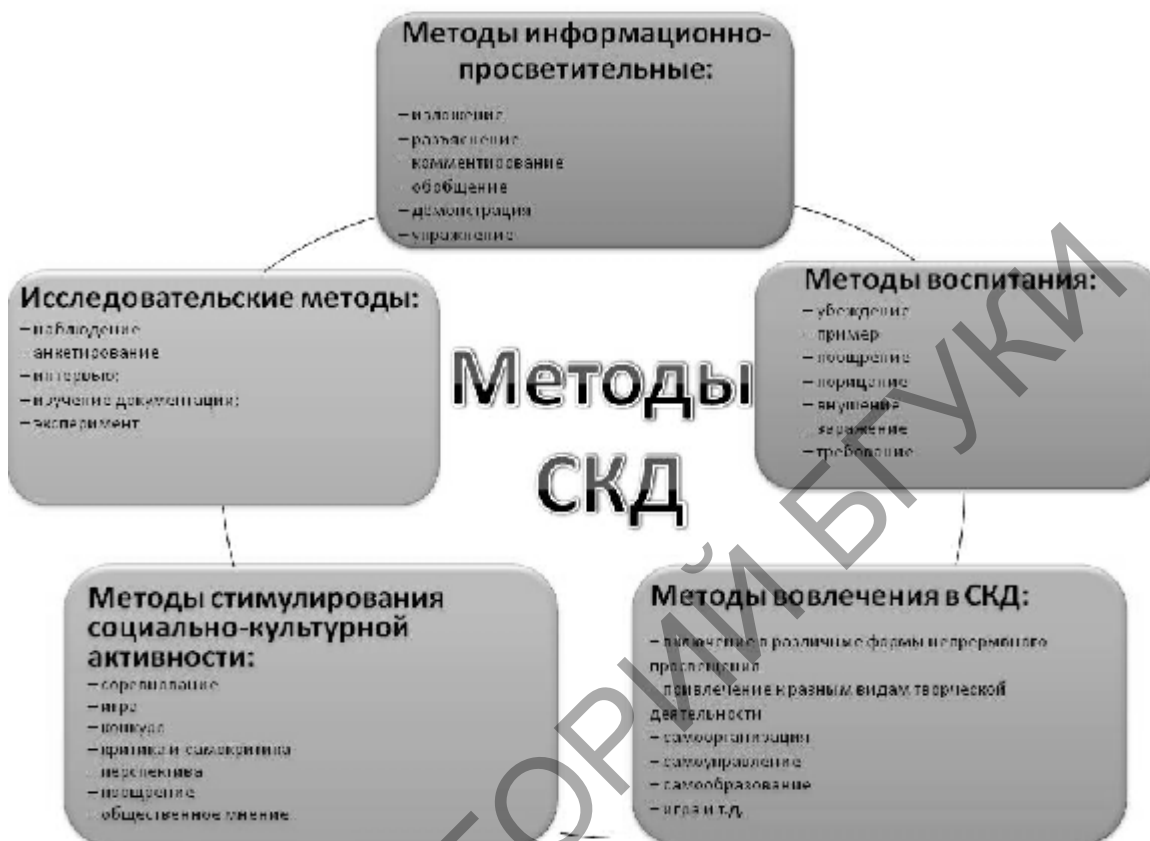 Методы информационно-
просветительные:
– изложение
– разъяснение
– комментирование
– обобщение
– демонстрация
– упражнение
Исследовательские методы:
– наблюдение
– анкетирование
– интервью;
– изучение документации;
– эксперимент
Методы
СКД
Методы воспитания:
– убеждение
– пример
– поощрение
– порицание
– внушение
– заражение
– требование
Методы стимулирования
социально-культурной
активности:
– соревнование
– игра
– конкурс
– критика и самокритика
– перспектива
– поощрение
– общественное мнение
Методы вовлечения в СКД:
– включение в различные формы непрерывного
просвещения
– привлечение к разным видам творческой
деятельности
– самоорганизация
– самоуправление
– самообразование
– игра и т.д.
ТОРИЙ БГУКИ